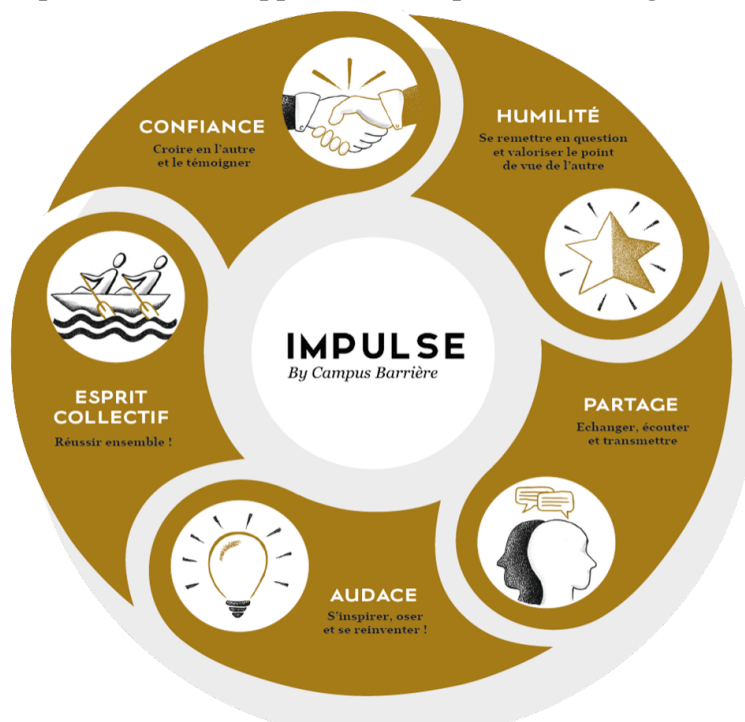 CONFIANCE
Croire en l'autre
et le témoigner
HUMILITÉ
Se remettre en question
et valoriser le point
de vue de l'autre
IMPULSE
By Campus Barrière
ESPRIT
COLLECTIF
Réussir ensemble !
PARTAGE
Echanger, écouter
et transmettre
AUDACE
S'inspirer, oser
et se reinventer !